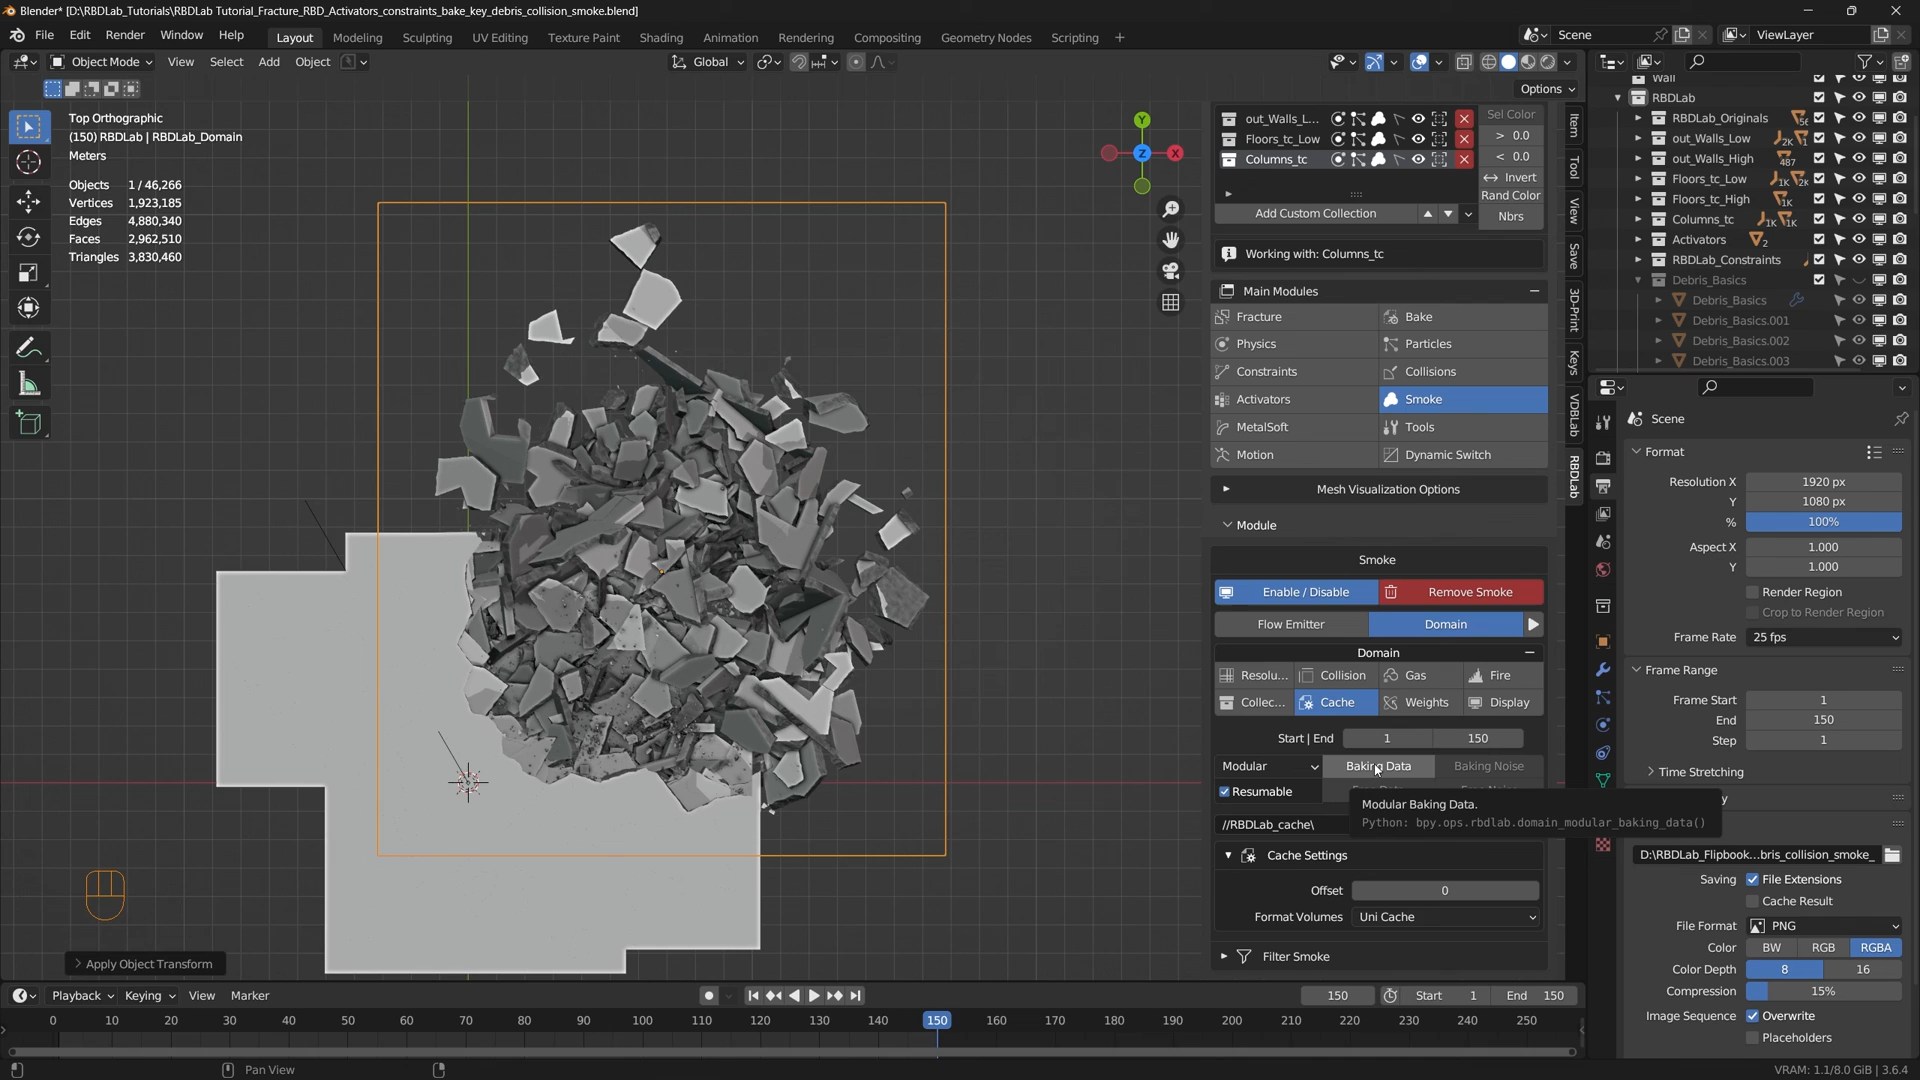 Blender* [D:\RBDLab_Tutorials\RBDLab Tutorial_Fracture_RBD_Activators_constraints_bake_key_debris_collision_smoke.blend]
File Edit Render Window Help Layout Modeling Sculpting UV Editing Texture Paint Shading Animation Rendering Compositing Geometry Nodes Scripting + Scene ViewLayer
Object Mode View Select Add Object Global
Options
Top Orthographic
(150) RBDLab | RBDLab_Domain
Meters
Objects 1 / 46,266
Vertices 1,923,185
Edges 4,880,340
Faces 2,962,510
Triangles 3,830,460
Y
Z
X
out_Walls_L... Sel Color
Floors_tc_Low > 0.0
Columns_tc < 0.0
Invert
Rand Color
Add Custom Collection Nbrs
Working with: Columns_tc
Main Modules
Fracture Bake
Physics Particles
Constraints Collisions
Activators Smoke
MetalSoft Tools
Motion Dynamic Switch
Mesh Visualization Options
Module
Smoke
Enable / Disable Remove Smoke
Flow Emitter Domain
Domain
Resolu... Collision Gas Fire
Collec... Cache Weights Display
Start | End 1 150
Modular Baking Data Baking Noise
Resumable
Modular Baking Data.
Python: bpy.ops.rbdlab.domain_modular_baking_data()
//RBDLab_cache\
Cache Settings
Offset 0
Format Volumes Uni Cache
Filter Smoke
Item
Tool
View
Save
3D-Print
Keys
VDBLab
RBDLab
Wall
RBDLab
RBDLab_Originals 56
out_Walls_Low 2K 1
out_Walls_High 487
Floors_tc_Low 1K 2K
Floors_tc_High 1K
Columns_tc 1K 1K
Activators 2
RBDLab_Constraints
Debris_Basics
Debris_Basics
Debris_Basics.001
Debris_Basics.002
Debris_Basics.003
Scene
Format
Resolution X 1920 px
Y 1080 px
% 100%
Aspect X 1.000
Y 1.000
Render Region
Crop to Render Region
Frame Rate 25 fps
Frame Range
Frame Start 1
End 150
Step 1
Time Stretching
D:\RBDLab_Flipbook...bris_collision_smoke_
Saving File Extensions
Cache Result
File Format PNG
Color BW RGB RGBA
Color Depth 8 16
Compression 15%
Image Sequence Overwrite
Placeholders
Apply Object Transform
Playback Keying View Marker 150 Start 1 End 150
0 10 20 30 40 50 60 70 80 90 100 110 120 130 140 150 160 170 180 190 200 210 220 230 240 250
Pan View VRAM: 1.1/8.0 GiB | 3.6.4